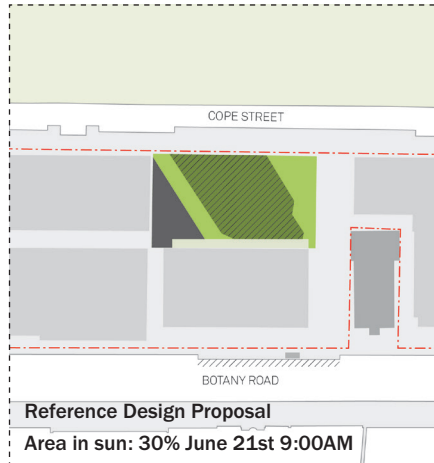 COPE STREET
BOTANY ROAD
Reference Design Proposal
Area in sun: 30% June 21st 9:00AM